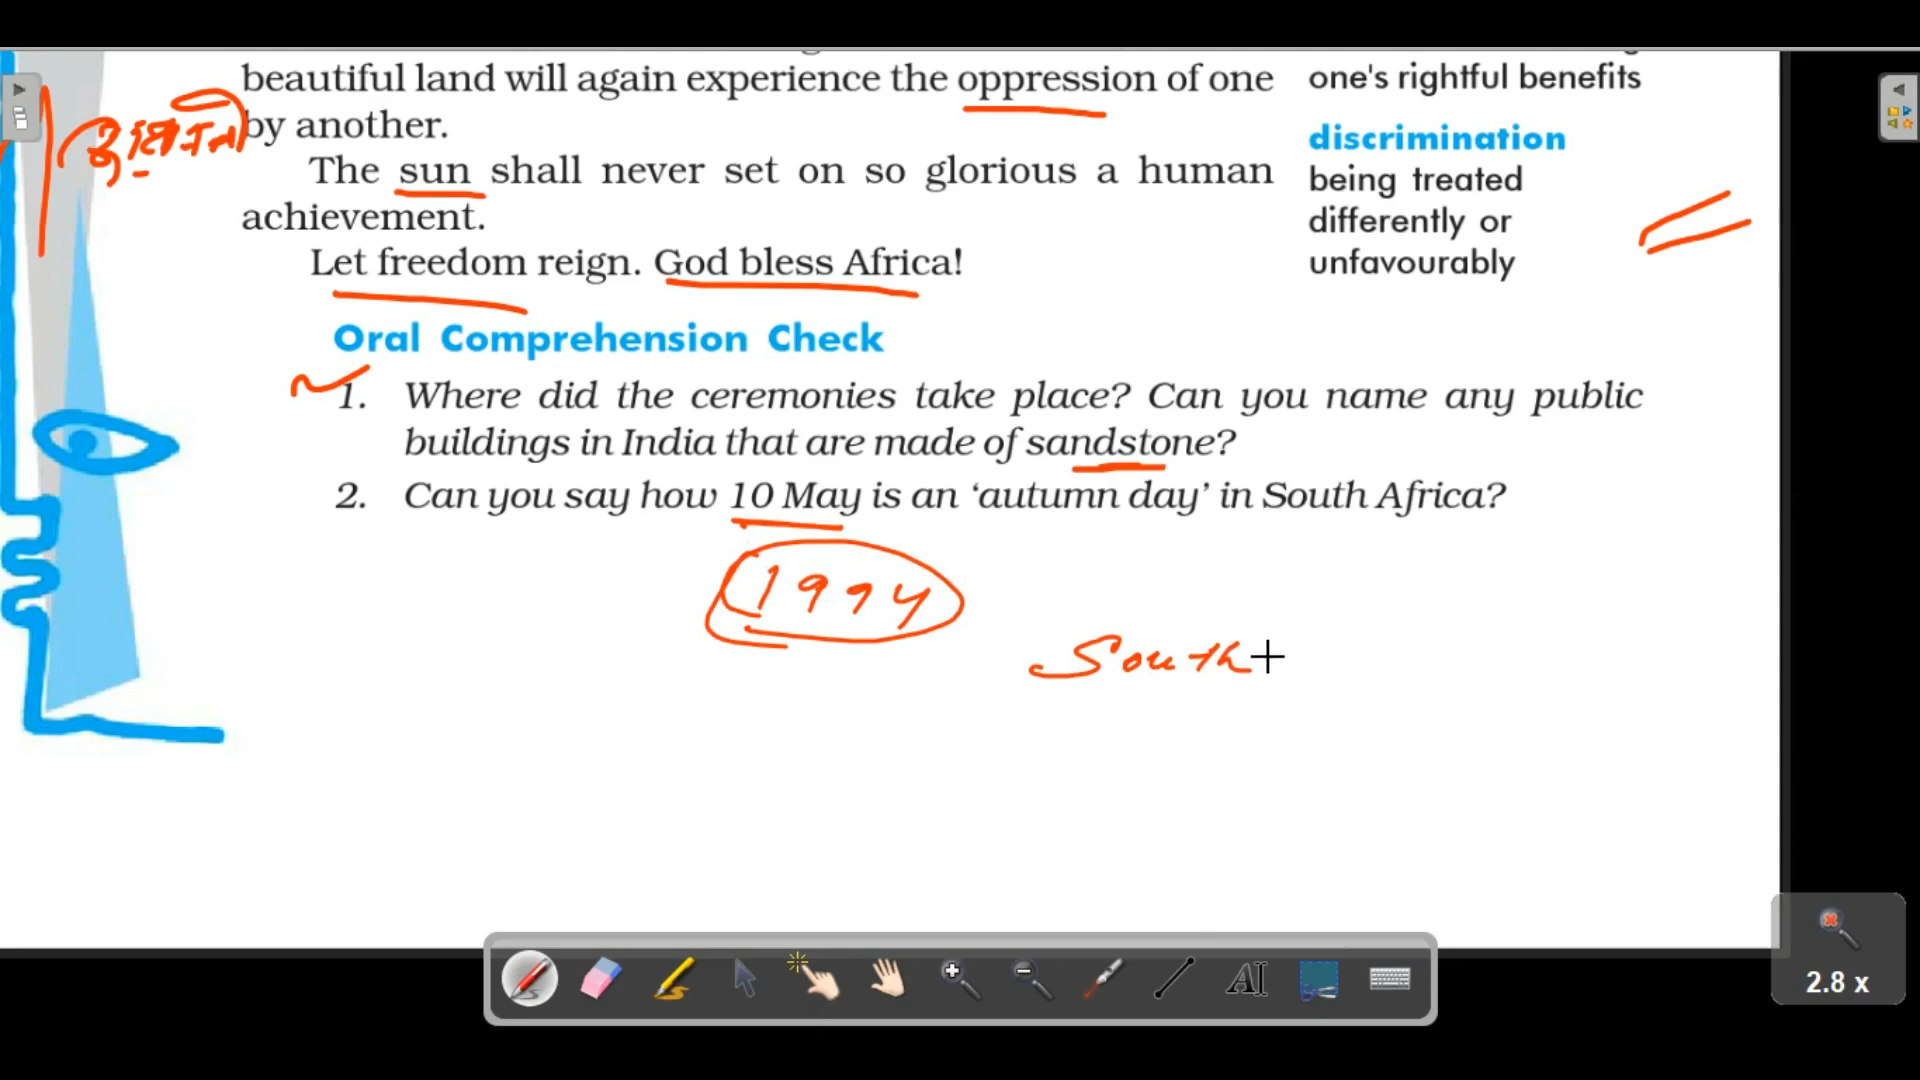 beautiful land will again experience the oppression of one
by another.
The sun shall never set on so glorious a human
achievement.
Let freedom reign. God bless Africa!
one's rightful benefits
discrimination
being treated
differently or
unfavourably
Oral Comprehension Check
1. Where did the ceremonies take place? Can you name any public
buildings in India that are made of sandstone?
2. Can you say how 10 May is an ‘autumn day’ in South Africa?
1994
South
AI
2.8 x